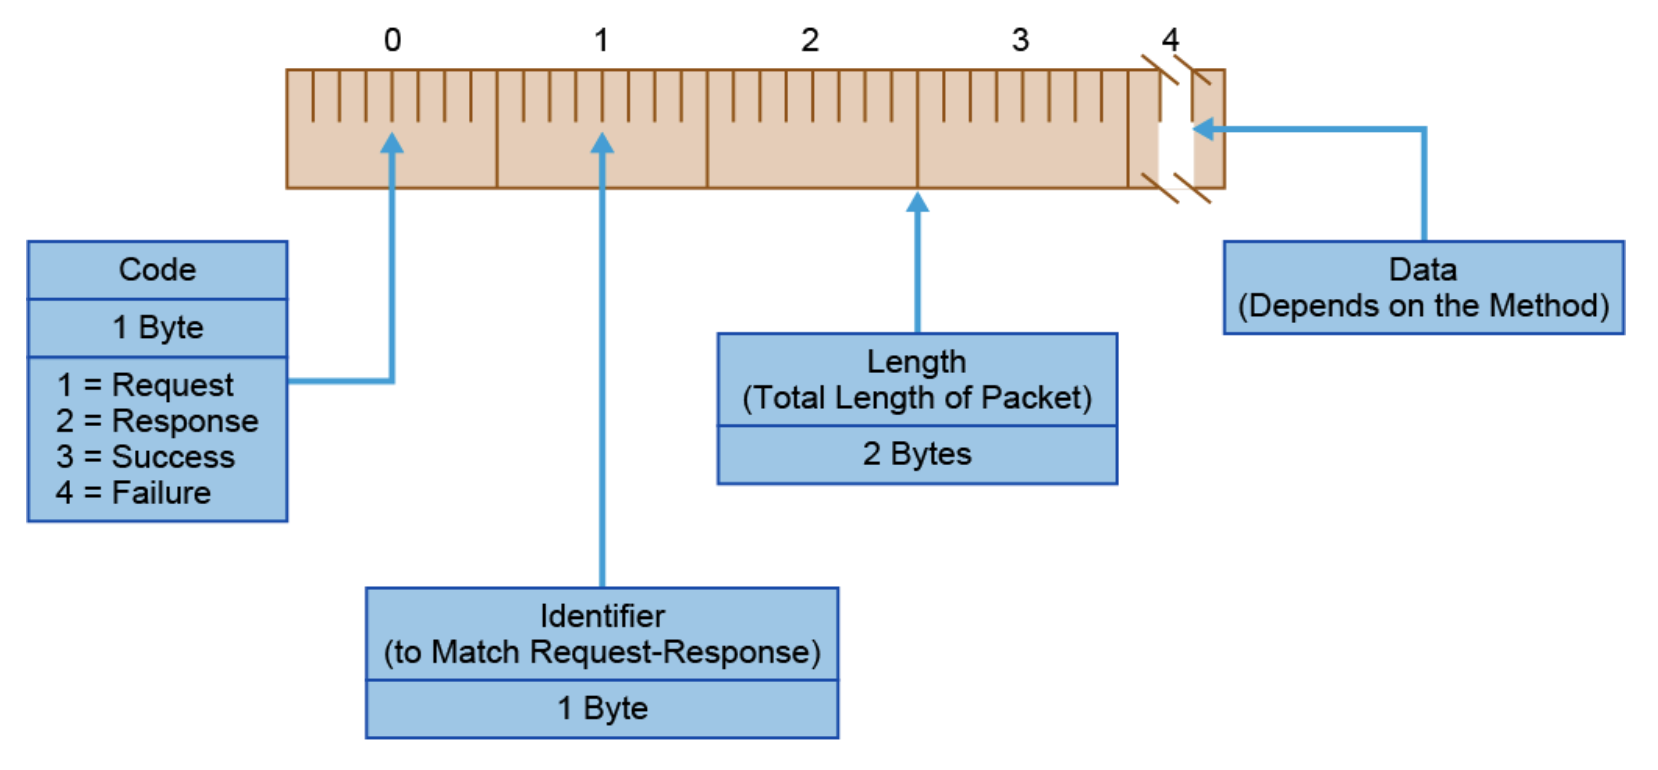 0 1 2 3 4
Code
1 Byte
1 = Request
2 = Response
3 = Success
4 = Failure
Identifier
(to Match Request-Response)
1 Byte
Length
(Total Length of Packet)
2 Bytes
Data
(Depends on the Method)